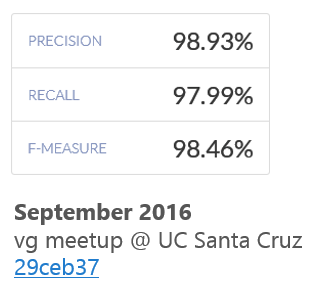 PRECISION 98.93%
RECALL 97.99%
F-MEASURE 98.46%
September 2016
vg meetup @ UC Santa Cruz
29ceb37